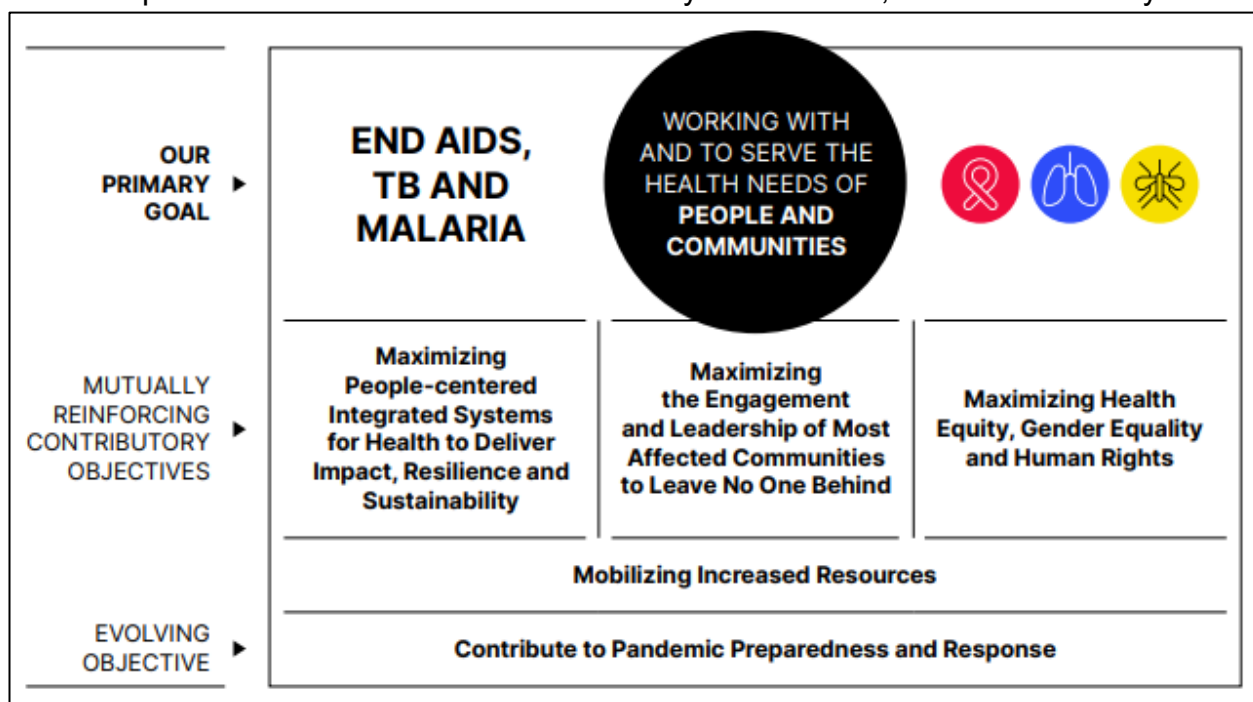 OUR
PRIMARY
GOAL
END AIDS,
TB AND
MALARIA
WORKING WITH
AND TO SERVE THE
HEALTH NEEDS OF
PEOPLE AND
COMMUNITIES
MUTUALLY
REINFORCING
CONTRIBUTORY
OBJECTIVES
Maximizing
People-centered
Integrated Systems
for Health to Deliver
Impact, Resilience and
Sustainability
Maximizing
the Engagement
and Leadership of Most
Affected Communities
to Leave No One Behind
Maximizing Health
Equity, Gender Equality
and Human Rights
Mobilizing Increased Resources
EVOLVING
OBJECTIVE
Contribute to Pandemic Preparedness and Response